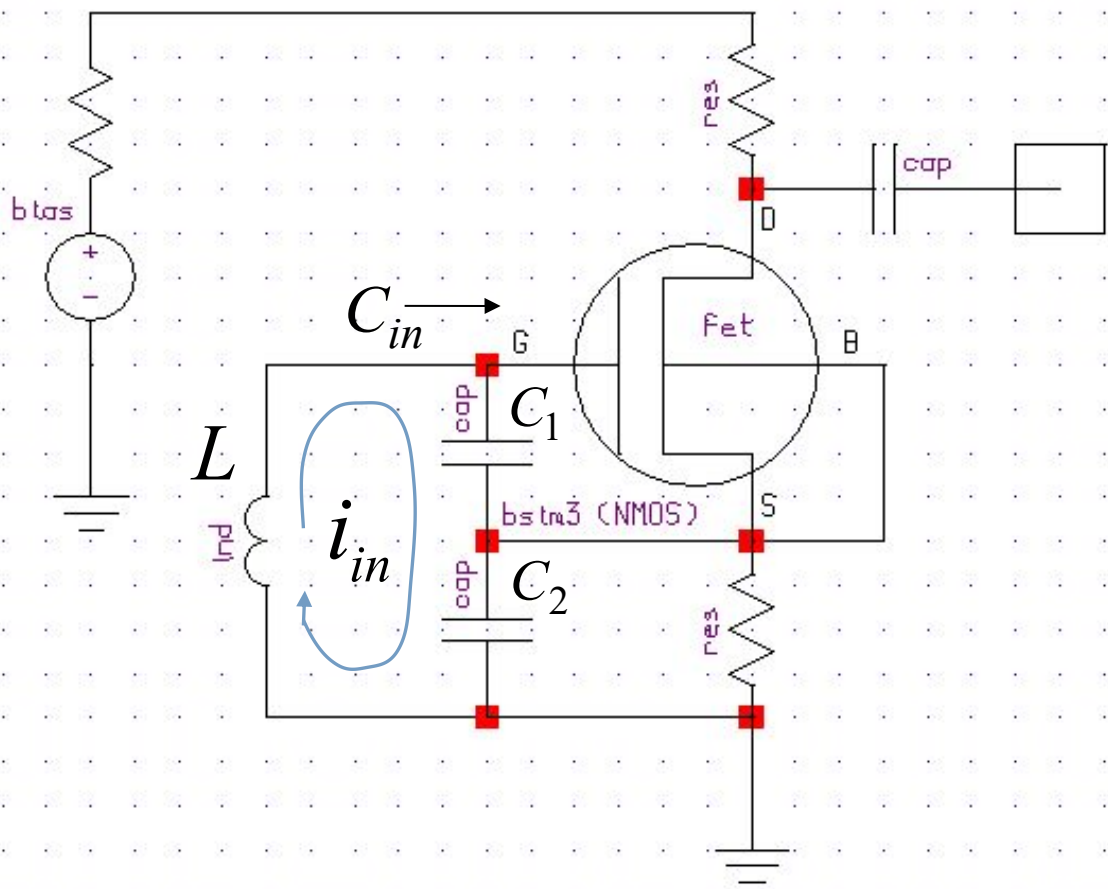 res
cap
bias
+
−
D
C_in
G
fet
B
cap
C_1
L
ind
i_in
bsim3 (NMOS)
S
cap
C_2
res